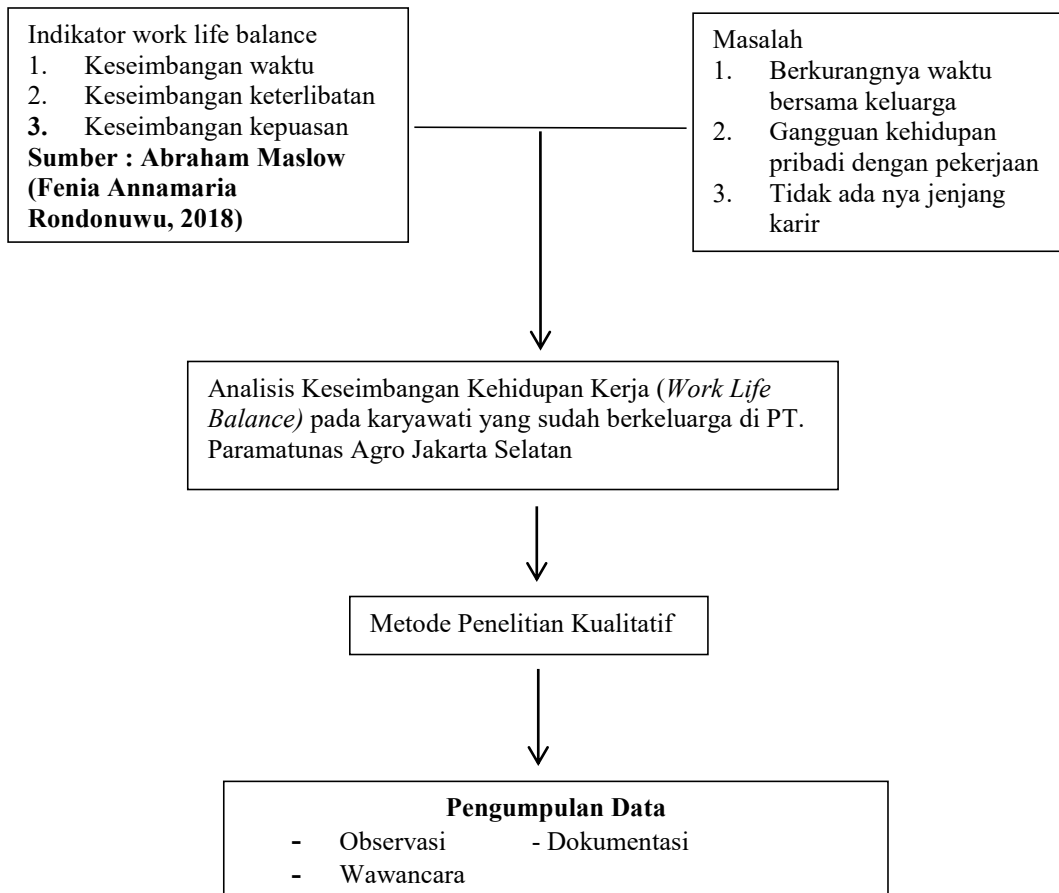 Indikator work life balance
1. Keseimbangan waktu
2. Keseimbangan keterlibatan
3. Keseimbangan kepuasan
Sumber : Abraham Maslow
(Fenia Annamaria
Rondonuwu, 2018)
Masalah
1. Berkurangnya waktu
bersama keluarga
2. Gangguan kehidupan
pribadi dengan pekerjaan
3. Tidak ada nya jenjang
karir
Analisis Keseimbangan Kehidupan Kerja (Work Life
Balance) pada karyawati yang sudah berkeluarga di PT.
Paramatunas Agro Jakarta Selatan
Metode Penelitian Kualitatif
Pengumpulan Data
- Observasi - Dokumentasi
- Wawancara